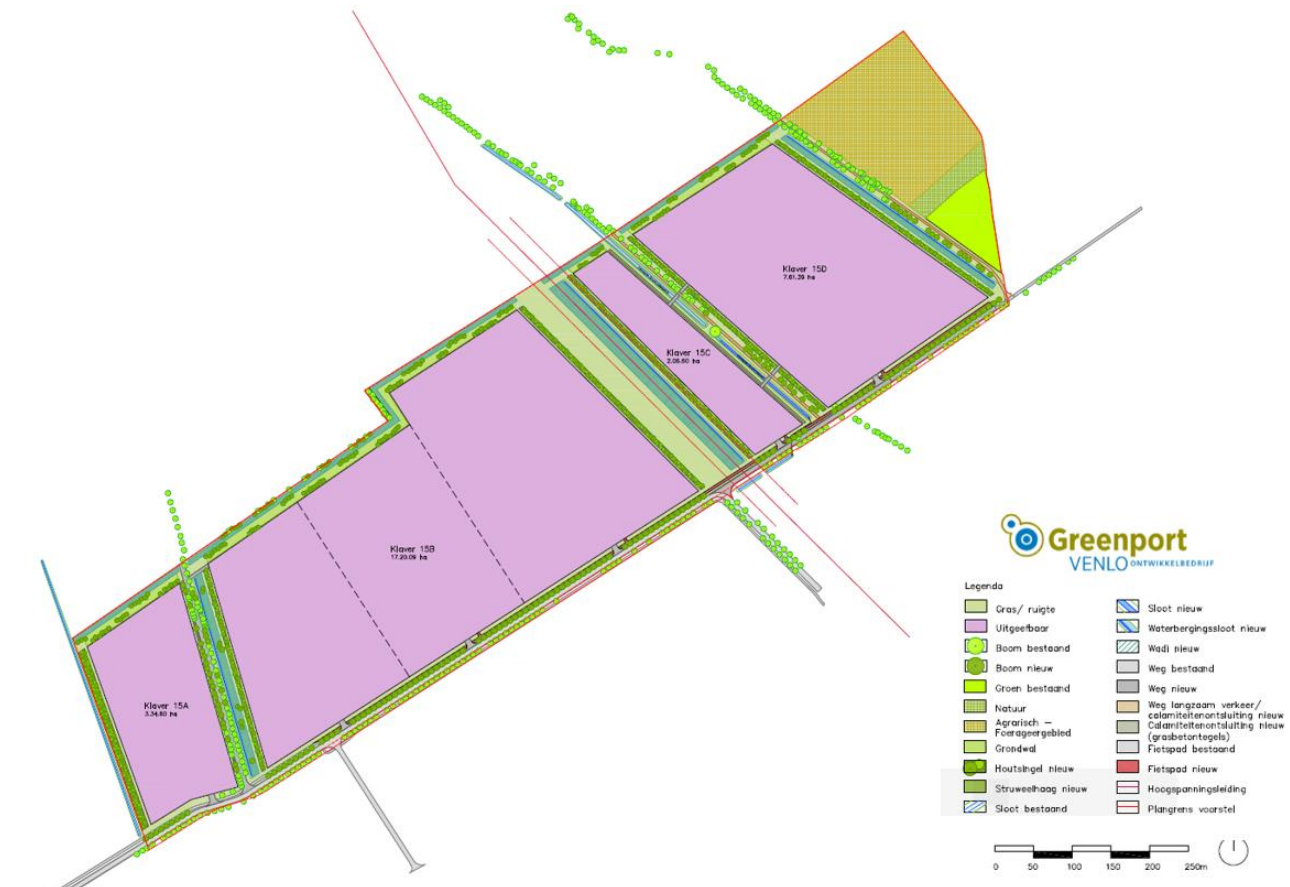 Klaver 15D
7.61.39 ha
Klaver 15C
2.05.60 ha
Klaver 15B
17.20.09 ha
Klaver 15A
3.34.80 ha
Greenport
VENLO ONTWIKKELBEDRIJF
Legenda
Gras/ ruigte
Uitgeefbaar
Boom bestaand
Boom nieuw
Groen bestaand
Natuur
Agrarisch –
Foerageergebied
Grondwal
Houtsingel nieuw
Struweelhaag nieuw
Sloot bestaand
Sloot nieuw
Waterbergingssloot nieuw
Wadi nieuw
Weg bestaand
Weg nieuw
Weg langzaam verkeer/
calamiteitenontsluiting nieuw
Calamiteitenontsluiting nieuw
(grasbetontegels)
Fietspad bestaand
Fietspad nieuw
Hoogspanningsleiding
Plangrens voorstel
0 50 100 150 200 250m